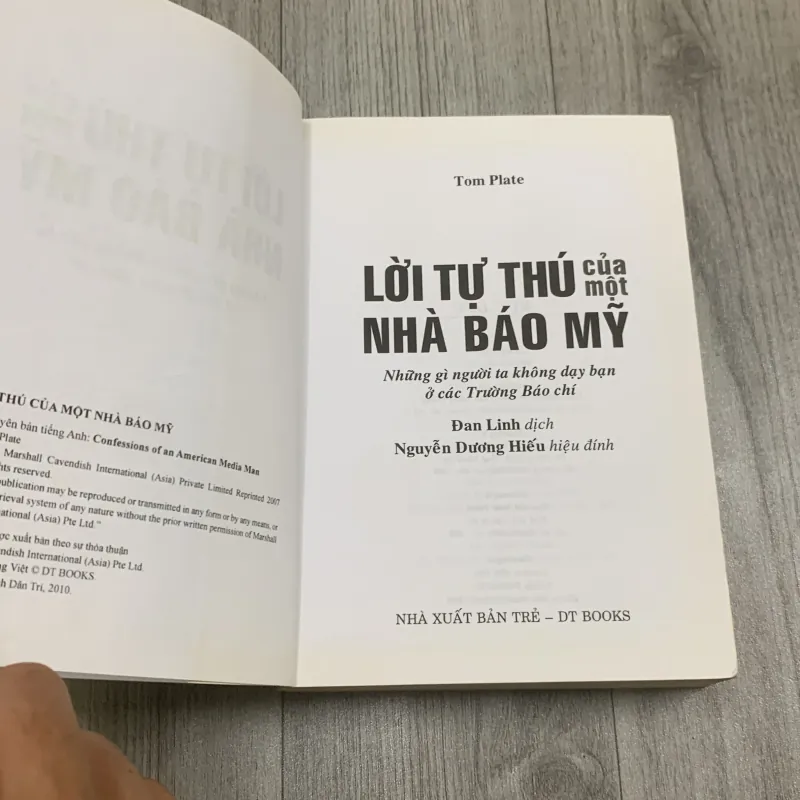 THÚ CỦA MỘT NHÀ BÁO MỸ
yên bản tiếng Anh: Confessions of an American Media Man
Plate
Marshall Cavendish International (Asia) Private Limited Reprinted 2007
hts reserved.
publication may be reproduced or transmitted in any form or by any means, or
rieval system of any nature without the prior written permission of Marshall
ational (Asia) Pte Ltd."
ợc xuất bản theo sự thỏa thuận
endish International (Asia) Pte Ltd.
ng Việt © DT BOOKS
h Dân Trí, 2010.
Tom Plate
LỜI TỰ THÚ của một
NHÀ BÁO MỸ
Những gì người ta không dạy bạn
ở các Trường Báo chí
Đan Linh dịch
Nguyễn Dương Hiếu hiệu đính
NHÀ XUẤT BẢN TRẺ – DT BOOKS